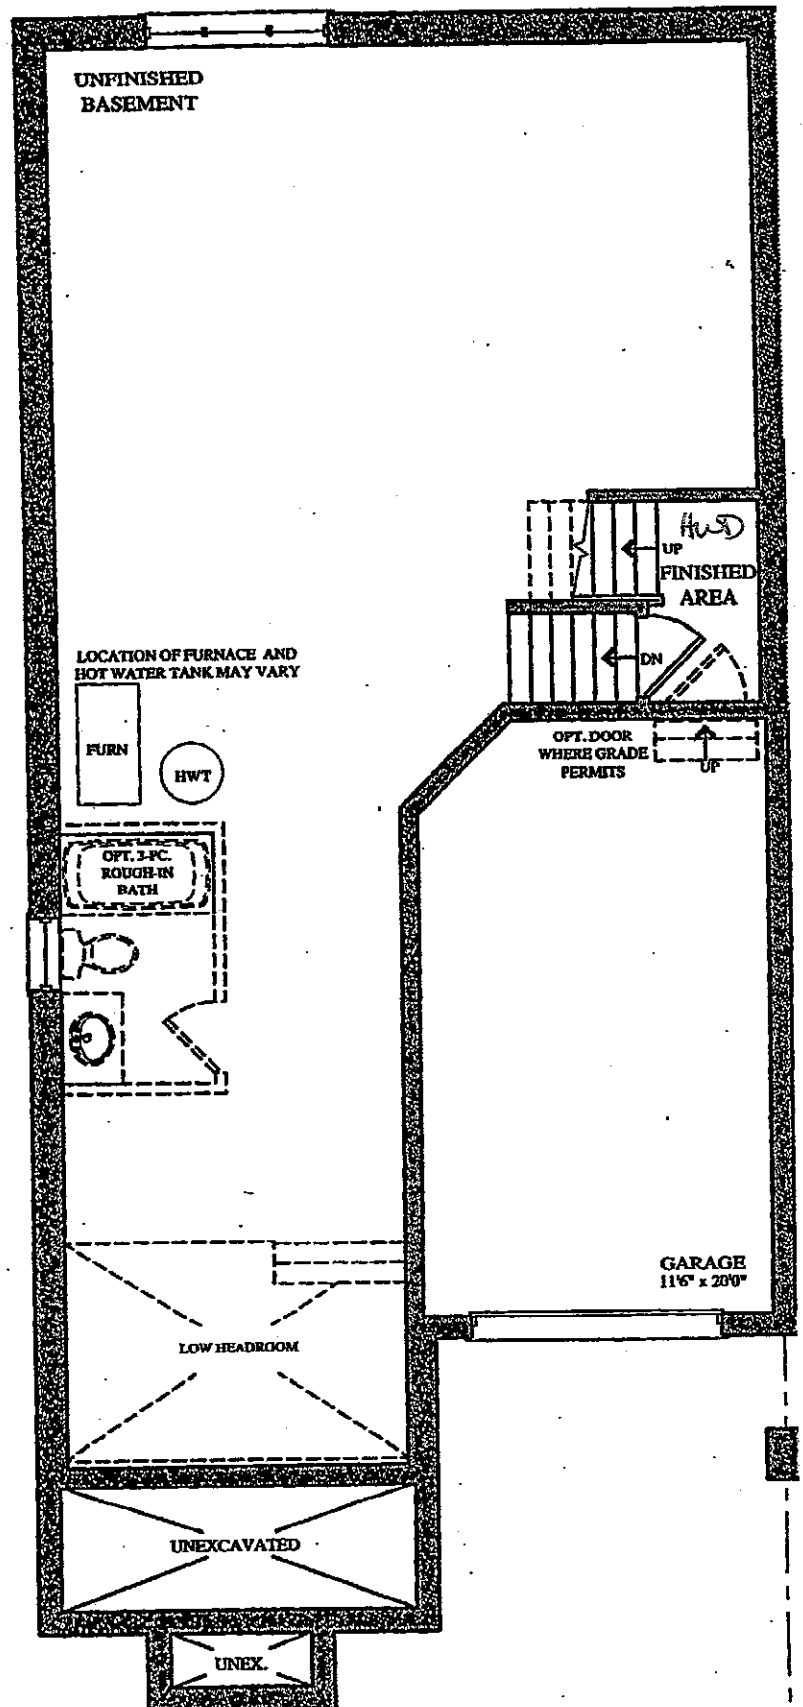 UNFINISHED
BASEMENT
HWD
UP
FINISHED
AREA
DN
LOCATION OF FURNACE AND
HOT WATER TANK MAY VARY
FURN
HWT
OPT. DOOR
WHERE GRADE
PERMITS
UP
OPT. 3-PC.
ROUGH-IN
BATH
GARAGE
11'6" x 20'0"
LOW HEADROOM
UNEXCAVATED
UNEX.